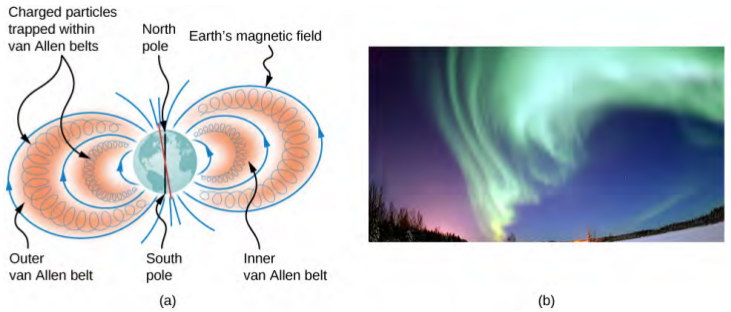 Charged particles
trapped within
van Allen belts
North
pole
Earth's magnetic field
Outer
van Allen belt
South
pole
Inner
van Allen belt
(a)
(b)